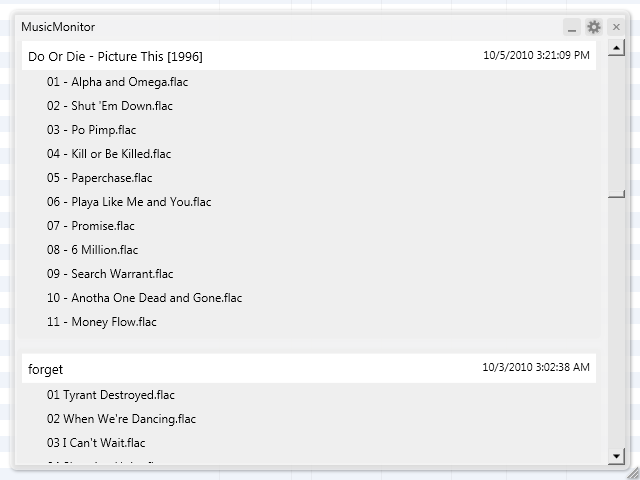 MusicMonitor
Do Or Die - Picture This [1996] 10/5/2010 3:21:09 PM
01 - Alpha and Omega.flac
02 - Shut 'Em Down.flac
03 - Po Pimp.flac
04 - Kill or Be Killed.flac
05 - Paperchase.flac
06 - Playa Like Me and You.flac
07 - Promise.flac
08 - 6 Million.flac
09 - Search Warrant.flac
10 - Anotha One Dead and Gone.flac
11 - Money Flow.flac
forget 10/3/2010 3:02:38 AM
01 Tyrant Destroyed.flac
02 When We're Dancing.flac
03 I Can't Wait.flac